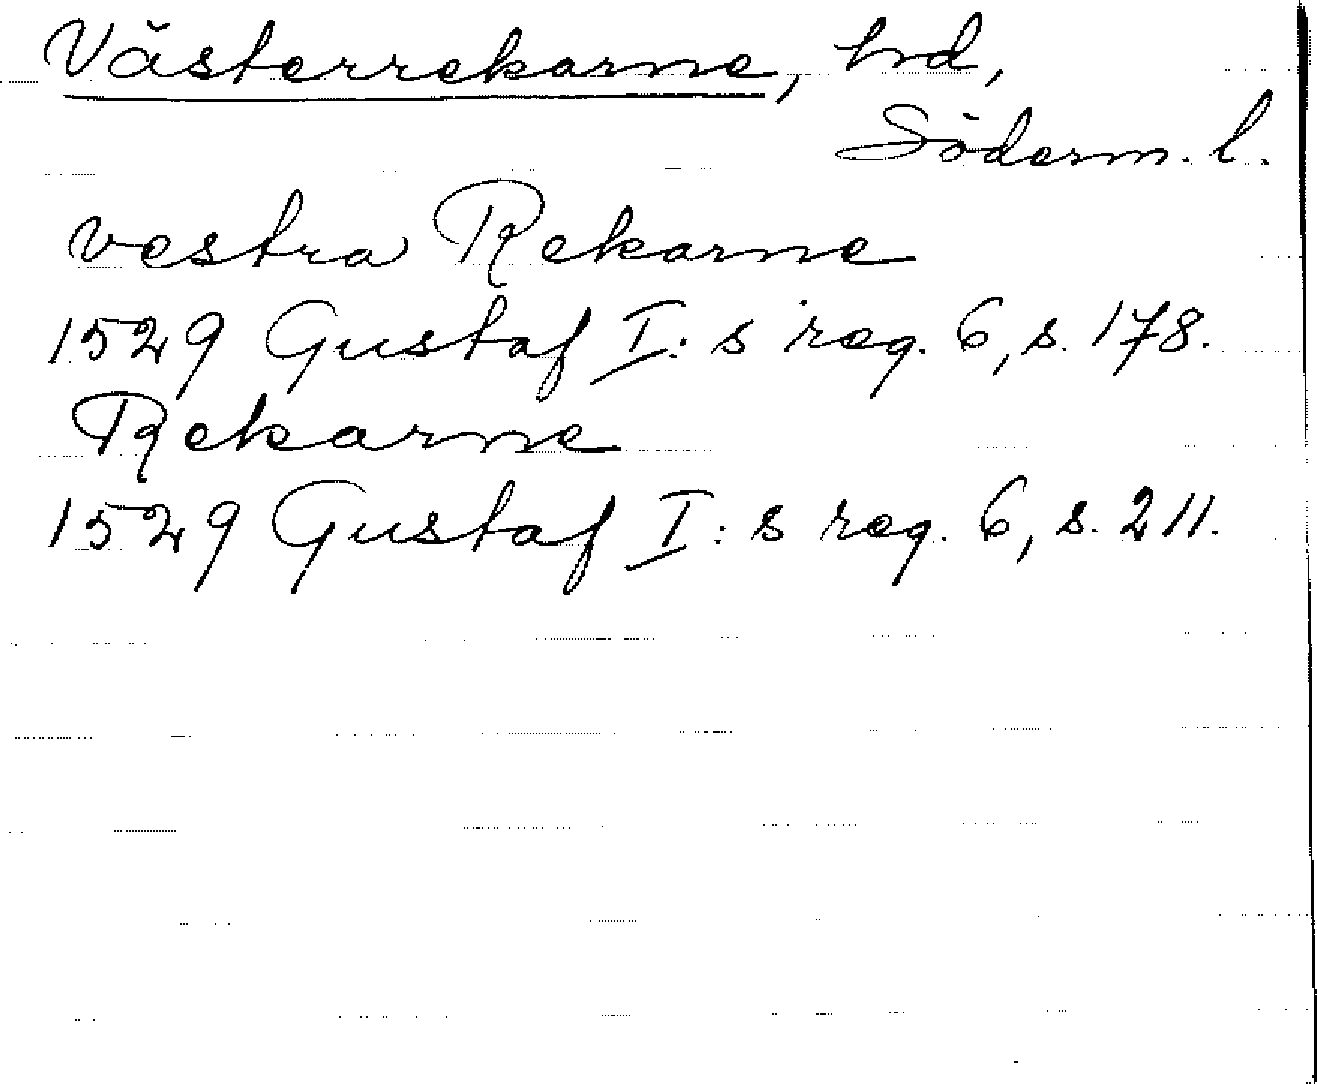 Västerrekarne, hd,
Söderm. l.
vestra Rekarne
1529 Gustaf I:s reg. 6, s. 178.
Rekarne
1529 Gustaf I:s reg. 6, s. 211.